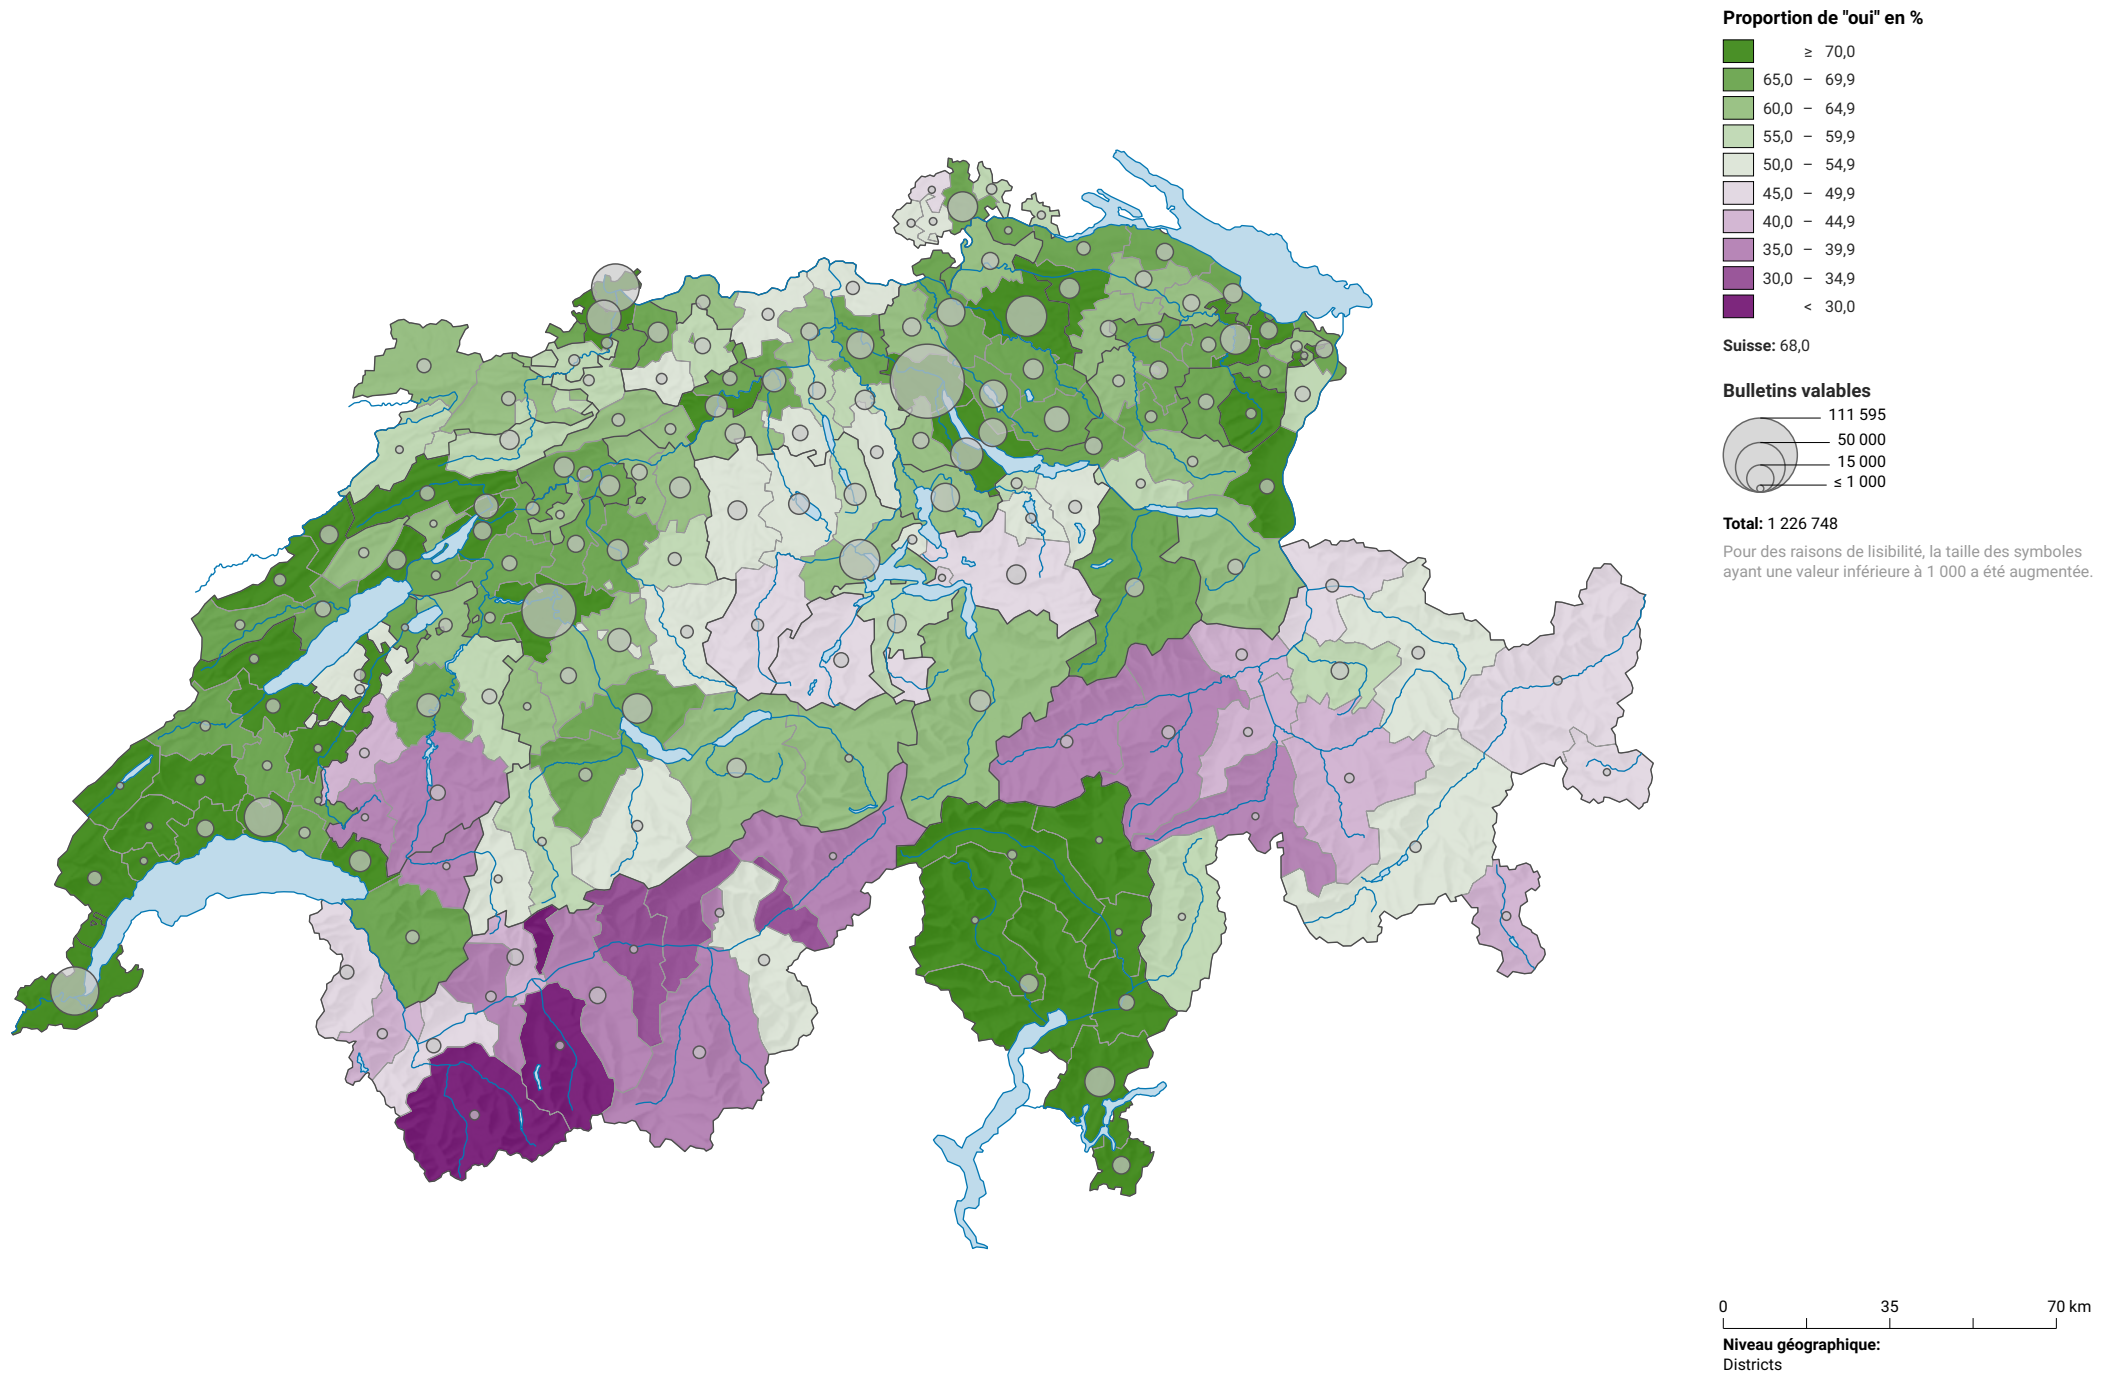 Proportion de "oui" en %
≥ 70,0
65,0 – 69,9
60,0 – 64,9
55,0 – 59,9
50,0 – 54,9
45,0 – 49,9
40,0 – 44,9
35,0 – 39,9
30,0 – 34,9
< 30,0
Suisse: 68,0
Bulletins valables
111 595
50 000
15 000
≤ 1 000
Total: 1 226 748
Pour des raisons de lisibilité, la taille des symboles
ayant une valeur inférieure à 1 000 a été augmentée.
0 35 70 km
Niveau géographique:
Districts